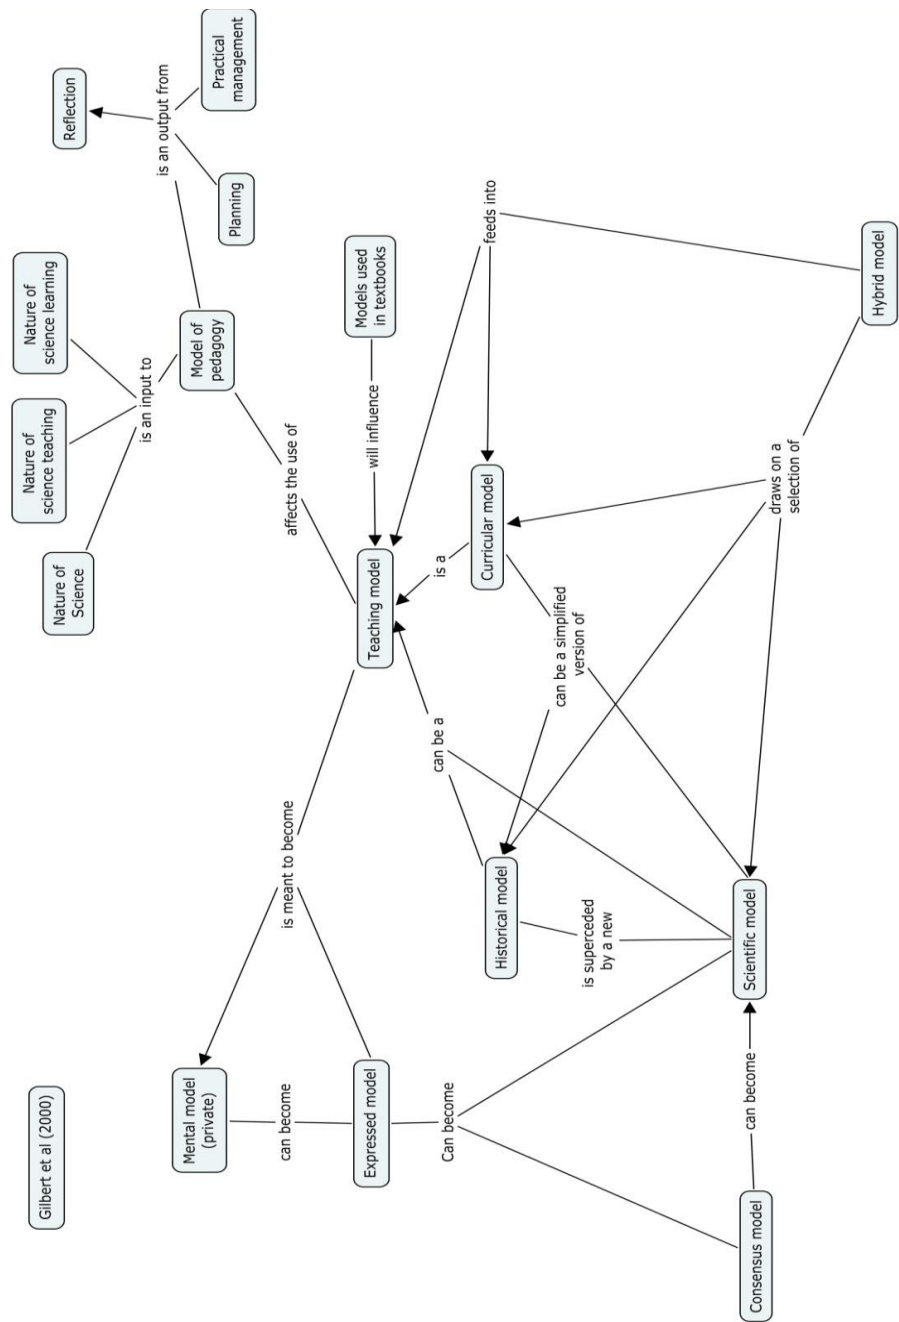 Gilbert et al (2000)
Mental model
(private)
can become
Expressed model
Can become
Consensus model
can become
Scientific model
is meant to become
Historical model
is superceded
by a new
can be a
Teaching model
can be a simplified
version of
is a
Curricular model
affects the use of
will influence
Models used
in textbooks
feeds into
draws on a
selection of
Hybrid model
Nature of
Science
Nature of
science teaching
Nature of
science learning
is an input to
Model of
pedagogy
Planning
is an output from
Reflection
Practical
management